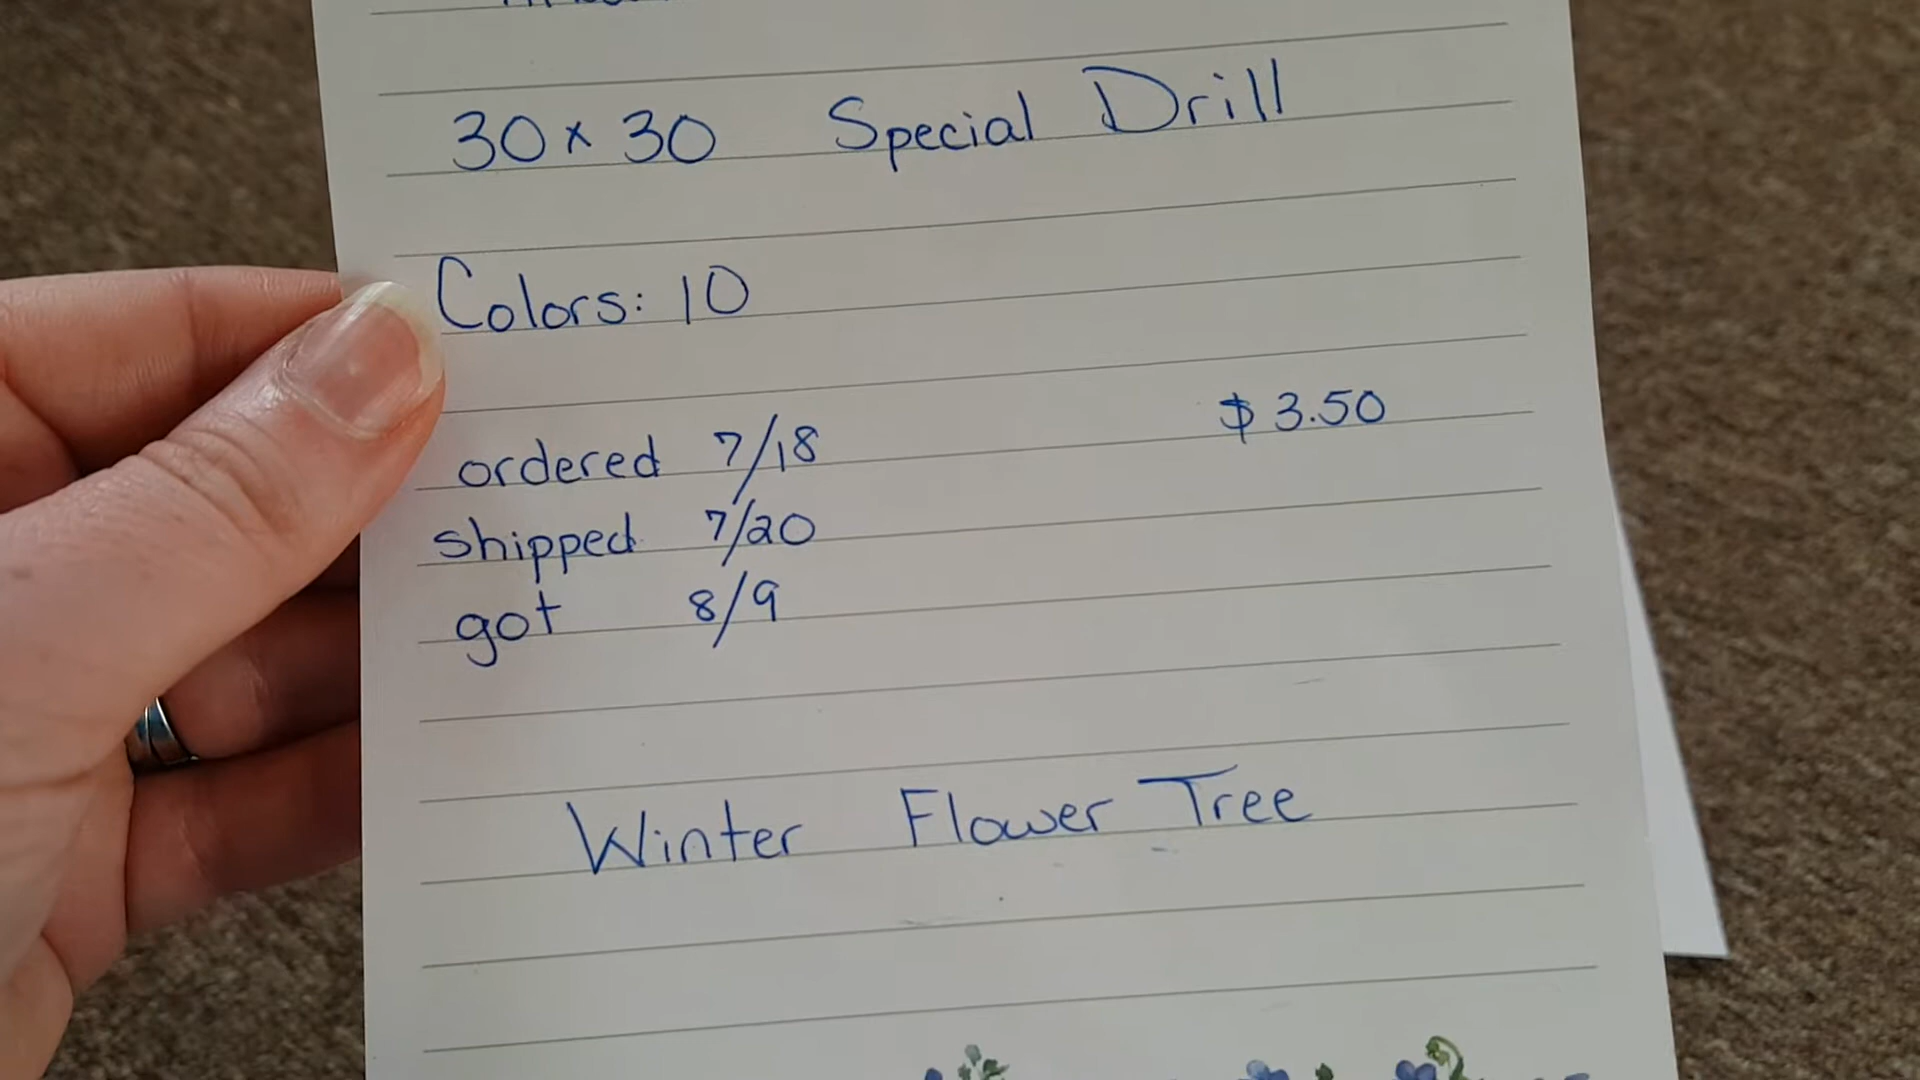 30 x 30 Special Drill
Colors: 10
$ 3.50
ordered 7/18
shipped 7/20
got 8/9
Winter Flower Tree